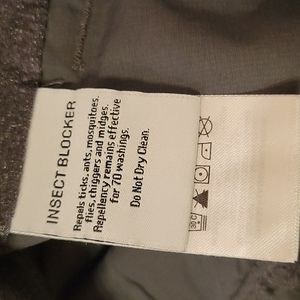 INSECT BLOCKER
Repels ticks, ants, mosquitoes,
flies, chiggers and midges.
Repellency remains effective
for 70 washings.
Do Not Dry Clean.
30 C